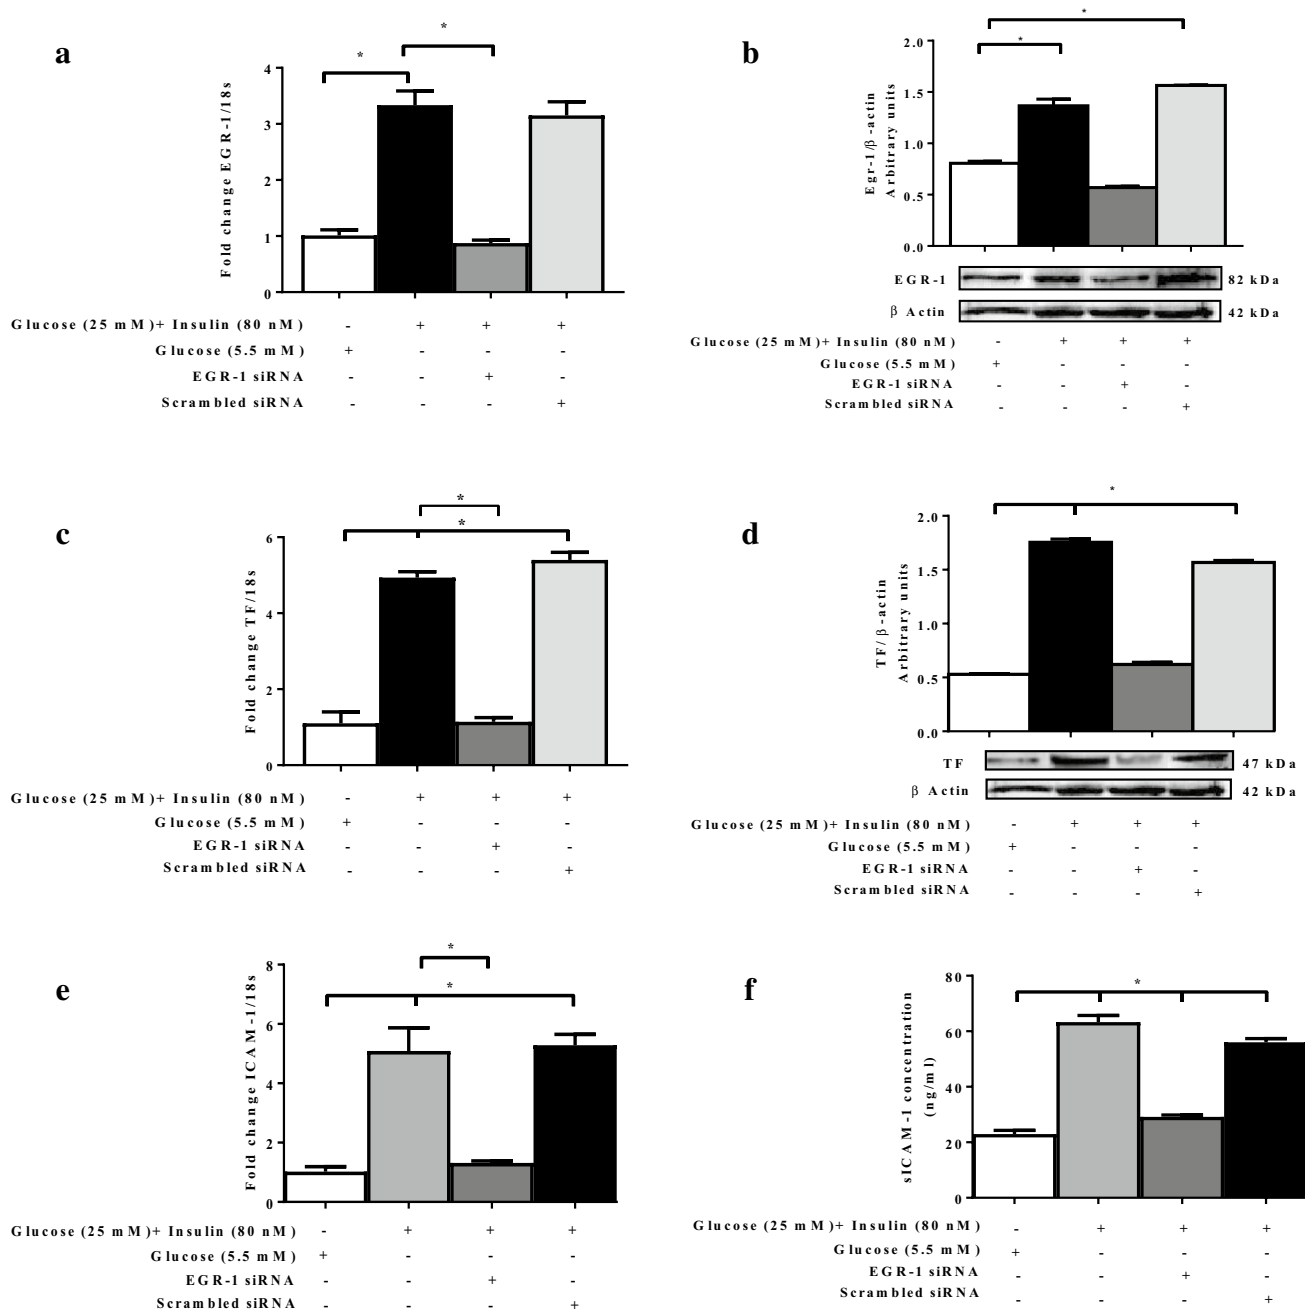 a
*
*
Fold change EGR-1/18s
4
3
2
1
0
Glucose (25 mM)+ Insulin (80 nM) - + + +
Glucose (5.5 mM) + - - -
EGR-1 siRNA - - + -
Scrambled siRNA - - - +
b
*
*
Egr-1/β-actin
Arbitrary units
2.0
1.5
1.0
0.5
0.0
EGR-1 82 kDa
β Actin 42 kDa
Glucose (25 mM)+ Insulin (80 nM) - + + +
Glucose (5.5 mM) + - - -
EGR-1 siRNA - - + -
Scrambled siRNA - - - +
c
*
*
Fold change TF/18s
6
4
2
0
Glucose (25 mM)+ Insulin (80 nM) - + + +
Glucose (5.5 mM) + - - -
EGR-1 siRNA - - + -
Scrambled siRNA - - - +
d
*
TF/β-actin
Arbitrary units
2.0
1.5
1.0
0.5
0.0
TF 47 kDa
β Actin 42 kDa
Glucose (25 mM)+ Insulin (80 nM) - + + +
Glucose (5.5 mM) + - - -
EGR-1 siRNA - - + -
Scrambled siRNA - - - +
e
*
*
Fold change ICAM-1/18s
8
6
4
2
0
Glucose (25 mM)+ Insulin (80 nM) - + + +
Glucose (5.5 mM) + - - -
EGR-1 siRNA - - + -
Scrambled siRNA - - - +
f
*
sICAM-1 concentration
(ng/ml)
80
60
40
20
0
Glucose (25 mM)+ Insulin (80 nM) - + + +
Glucose (5.5 mM) + - - -
EGR-1 siRNA - - + -
Scrambled siRNA - - - +